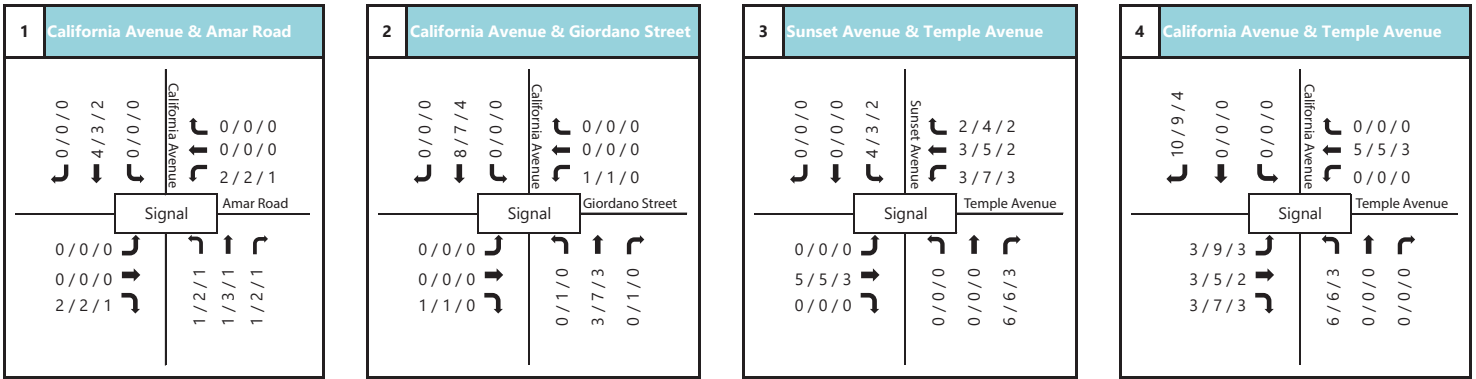 1 California Avenue & Amar Road
0 / 0 / 0
4 / 3 / 2
0 / 0 / 0
California Avenue
0 / 0 / 0
0 / 0 / 0
2 / 2 / 1
Signal
Amar Road
0 / 0 / 0
0 / 0 / 0
2 / 2 / 1
1 / 2 / 1
1 / 3 / 1
1 / 2 / 1
2 California Avenue & Giordano Street
0 / 0 / 0
8 / 7 / 4
0 / 0 / 0
California Avenue
0 / 0 / 0
0 / 0 / 0
1 / 1 / 0
Signal
Giordano Street
0 / 0 / 0
0 / 0 / 0
1 / 1 / 0
0 / 1 / 0
3 / 7 / 3
0 / 1 / 0
3 Sunset Avenue & Temple Avenue
0 / 0 / 0
0 / 0 / 0
4 / 3 / 2
Sunset Avenue
2 / 4 / 2
3 / 5 / 2
3 / 7 / 3
Signal
Temple Avenue
0 / 0 / 0
5 / 5 / 3
0 / 0 / 0
0 / 0 / 0
0 / 0 / 0
6 / 6 / 3
4 California Avenue & Temple Avenue
10 / 9 / 4
0 / 0 / 0
0 / 0 / 0
California Avenue
0 / 0 / 0
5 / 5 / 3
0 / 0 / 0
Signal
Temple Avenue
3 / 9 / 3
3 / 5 / 2
3 / 7 / 3
6 / 6 / 3
0 / 0 / 0
0 / 0 / 0